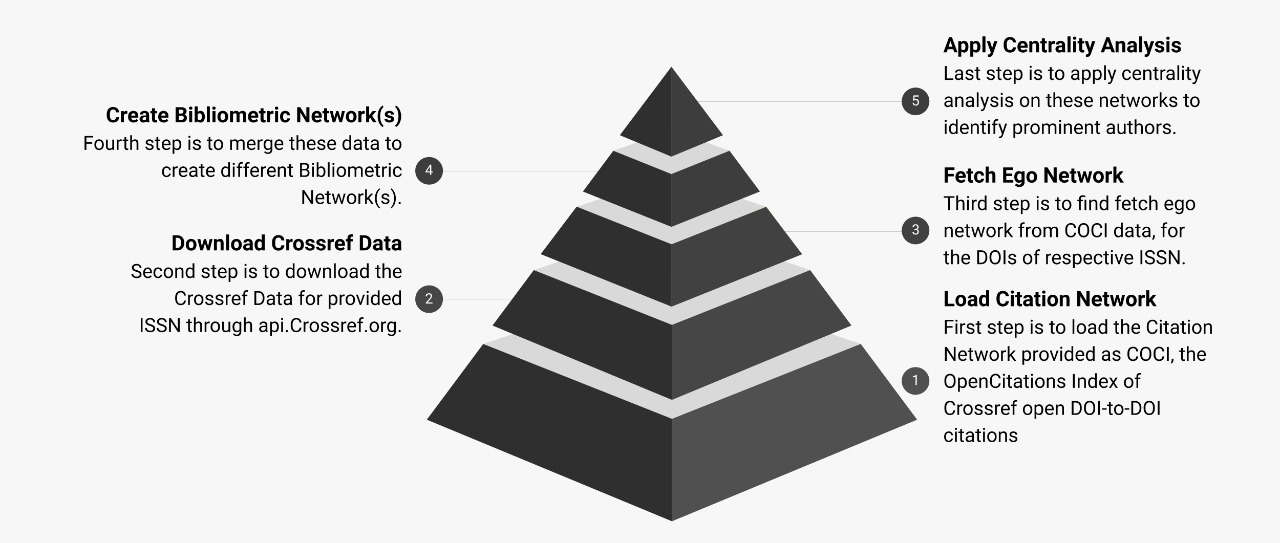 Apply Centrality Analysis
Last step is to apply centrality
analysis on these networks to
identify prominent authors.
5
Create Bibliometric Network(s)
Fourth step is to merge these data to
create different Bibliometric
Network(s).
4
Fetch Ego Network
Third step is to find fetch ego
network from COCI data, for
the DOIs of respective ISSN.
3
Download Crossref Data
Second step is to download the
Crossref Data for provided
ISSN through api.Crossref.org.
2
Load Citation Network
First step is to load the Citation
Network provided as COCI, the
OpenCitations Index of
Crossref open DOI-to-DOI
citations
1